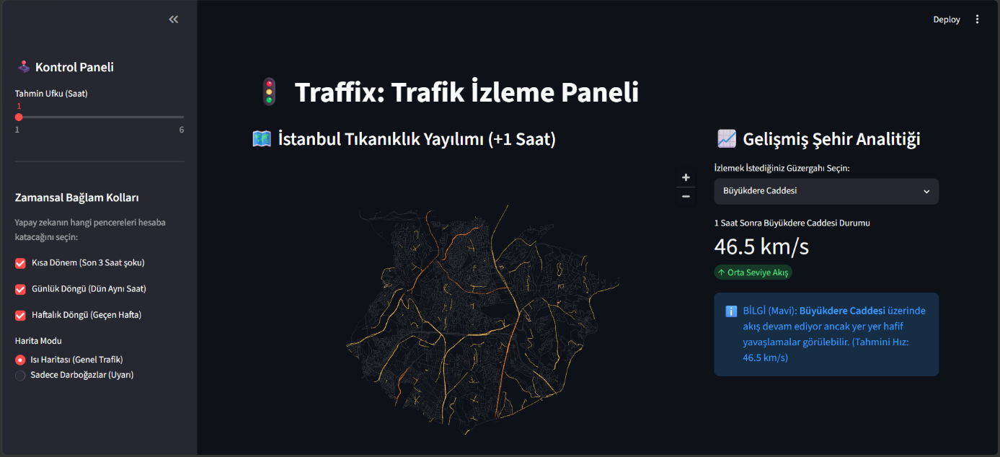 Deploy
Kontrol Paneli
Tahmin Ufku (Saat)
1
1
6
Zamansal Bağlam Kolları
Yapay zekanın hangi pencereleri hesaba
katacağını seçin:
Kısa Dönem (Son 3 Saat şoku)
Günlük Döngü (Dün Aynı Saat)
Haftalık Döngü (Geçen Hafta)
Harita Modu
Isı Haritası (Genel Trafik)
Sadece Darboğazlar (Uyarı)
Traffix: Trafik İzleme Paneli
İstanbul Tıkanıklık Yayılımı (+1 Saat)
+
−
Gelişmiş Şehir Analitiği
İzlemek İstediğiniz Güzergahı Seçin:
Büyükdere Caddesi
1 Saat Sonra Büyükdere Caddesi Durumu
46.5 km/s
↑ Orta Seviye Akış
BİLGİ (Mavi): Büyükdere Caddesi üzerinde
akış devam ediyor ancak yer yer hafif
yavaşlamalar görülebilir. (Tahmini Hız:
46.5 km/s)